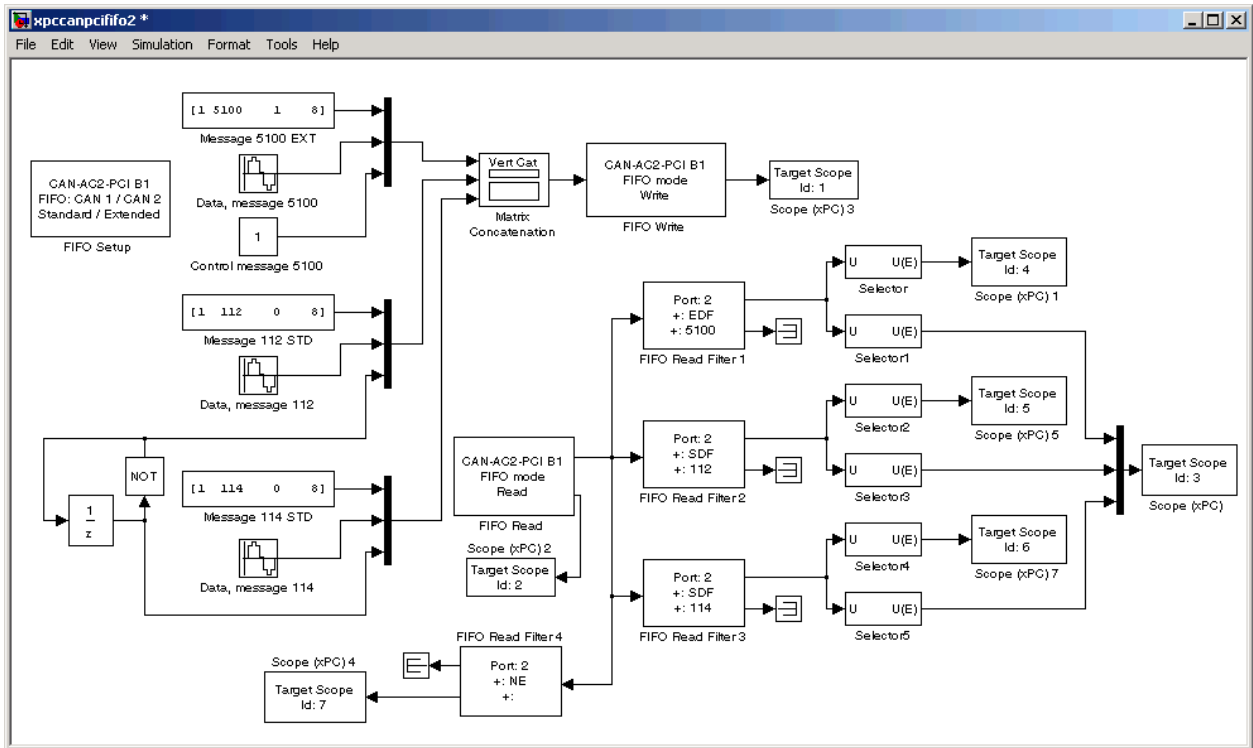 xpccanpcififo2 *
File Edit View Simulation Format Tools Help
[1 5100 1 8]
Message 5100 EXT
Data, message 5100
1
Control message 5100
CAN-AC2-PCI B1
FIFO: CAN 1 / CAN 2
Standard / Extended
FIFO Setup
Vert Cat
Matrix
Concatenation
CAN-AC2-PCI B1
FIFO mode
Write
FIFO Write
Target Scope
Id: 1
Scope (xPC) 3
[1 112 0 8]
Message 112 STD
Data, message 112
NOT
1
z
[1 114 0 8]
Message 114 STD
Data, message 114
CAN-AC2-PCI B1
FIFO mode
Read
FIFO Read
Scope (xPC) 2
Target Scope
Id: 2
Port: 2
+: EDF
+: 5100
FIFO Read Filter 1
U U(E)
Selector
Target Scope
Id: 4
Scope (xPC) 1
U U(E)
Selector1
Port: 2
+: SDF
+: 112
FIFO Read Filter 2
U U(E)
Selector2
Target Scope
Id: 5
Scope (xPC) 5
U U(E)
Selector3
Target Scope
Id: 3
Scope (xPC)
Port: 2
+: SDF
+: 114
FIFO Read Filter 3
U U(E)
Selector4
Target Scope
Id: 6
Scope (xPC) 7
U U(E)
Selector5
FIFO Read Filter 4
Port: 2
+: NE
+:
Scope (xPC) 4
Target Scope
Id: 7